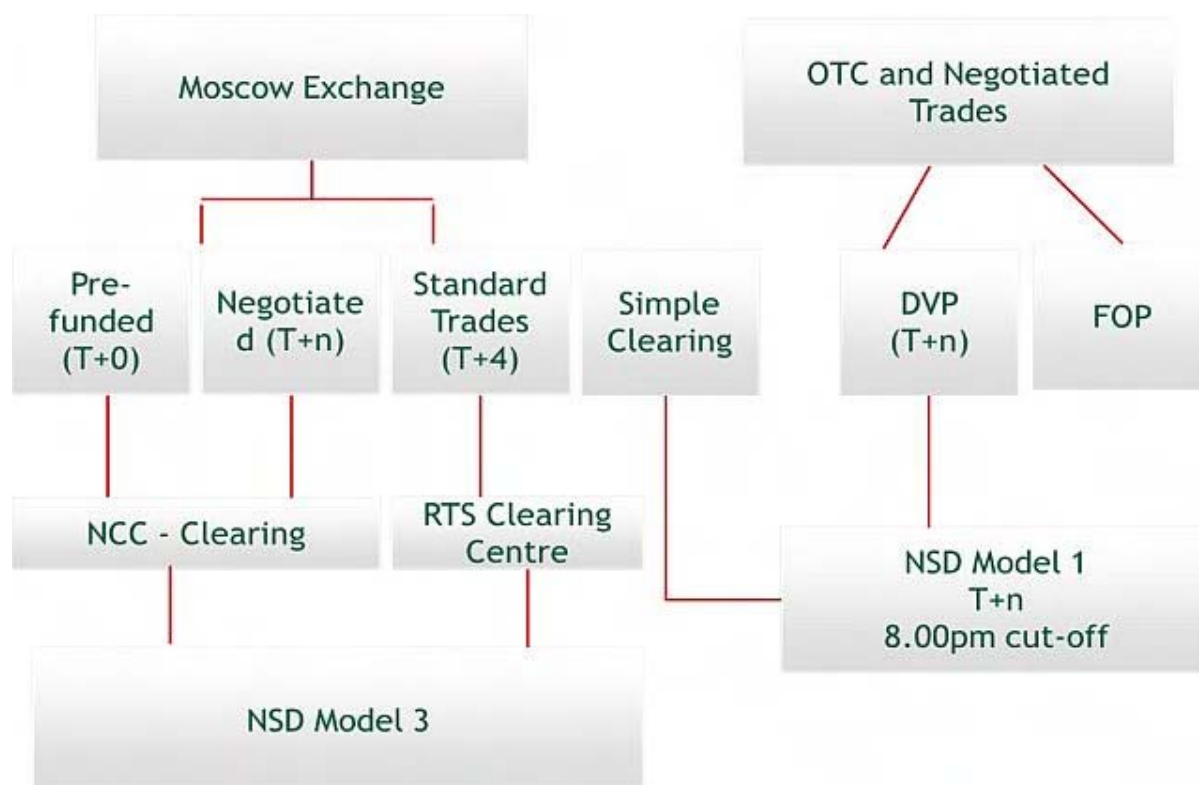 Moscow Exchange
OTC and Negotiated
Trades
Pre-
funded
(T+0)
Negotiate
d (T+n)
Standard
Trades
(T+4)
Simple
Clearing
DVP
(T+n)
FOP
NCC - Clearing
RTS Clearing
Centre
NSD Model 1
T+n
8.00pm cut-off
NSD Model 3